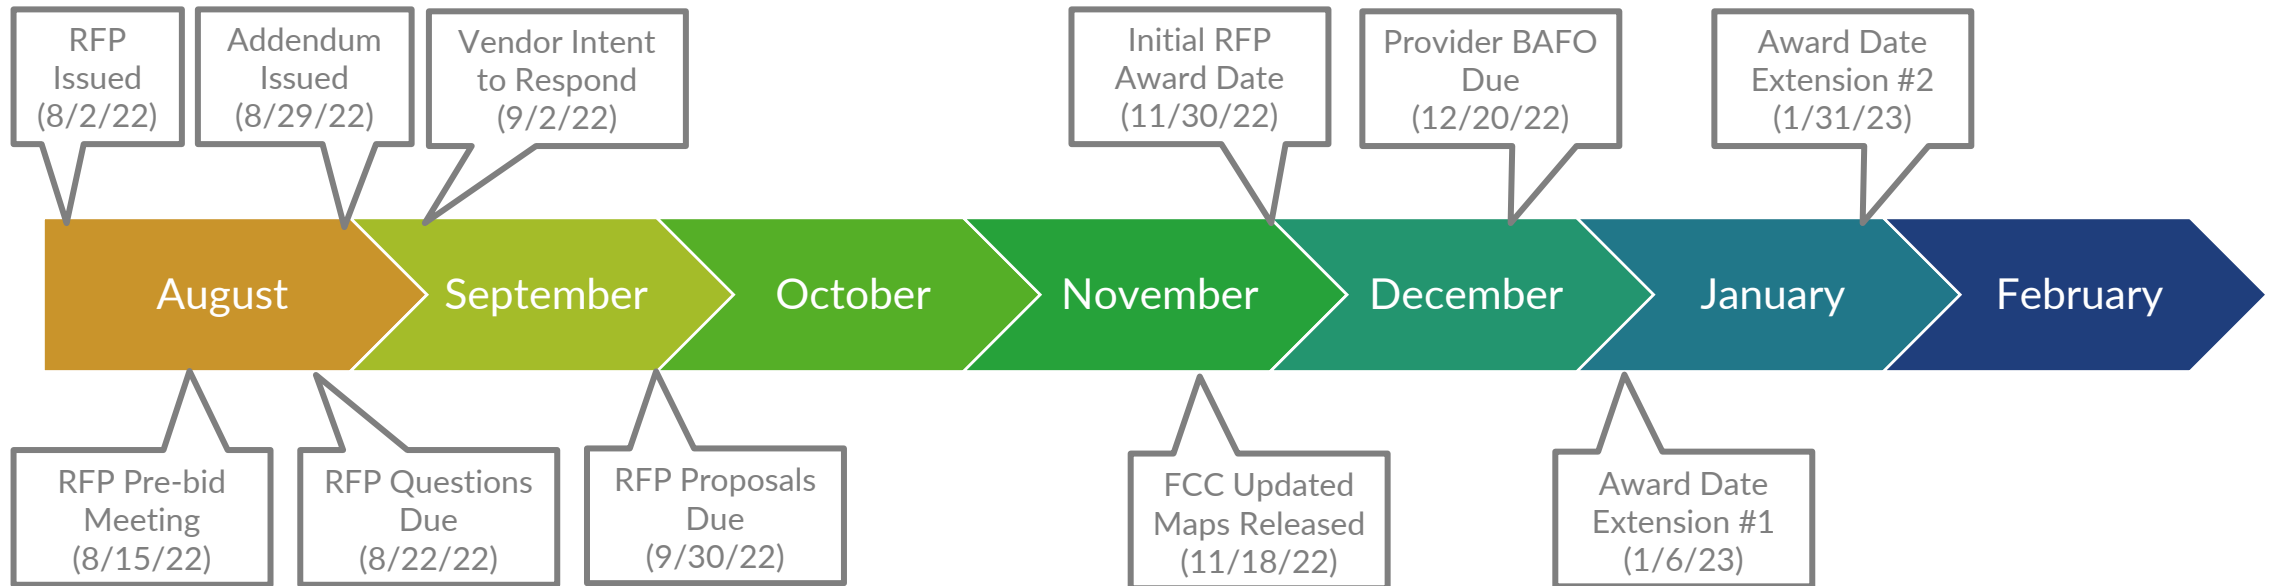 RFP
Issued
(8/2/22)
Addendum
Issued
(8/29/22)
Vendor Intent
to Respond
(9/2/22)
Initial RFP
Award Date
(11/30/22)
Provider BAFO
Due
(12/20/22)
Award Date
Extension #2
(1/31/23)
August
September
October
November
December
January
February
RFP Pre-bid
Meeting
(8/15/22)
RFP Questions
Due
(8/22/22)
RFP Proposals
Due
(9/30/22)
FCC Updated
Maps Released
(11/18/22)
Award Date
Extension #1
(1/6/23)